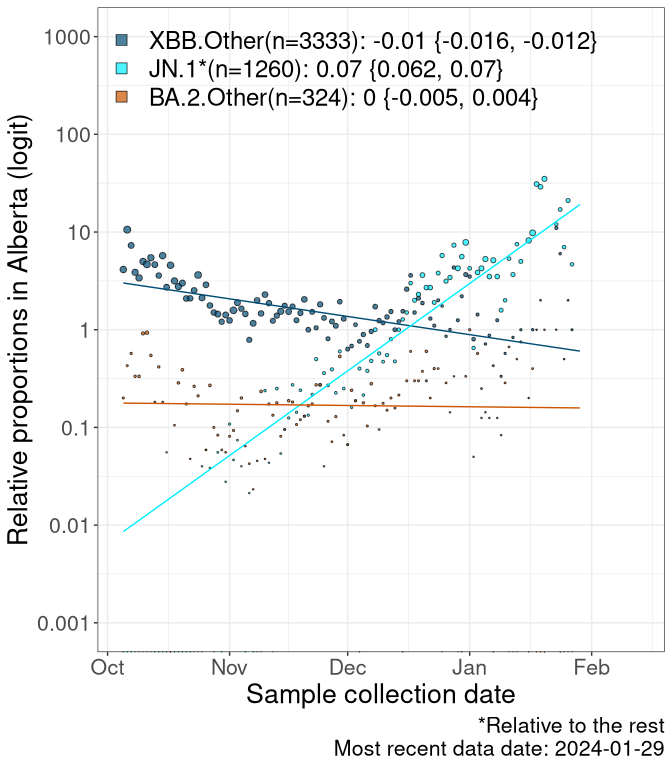 XBB.Other(n=3333): -0.01 {-0.016, -0.012}
JN.1*(n=1260): 0.07 {0.062, 0.07}
BA.2.Other(n=324): 0 {-0.005, 0.004}
Relative proportions in Alberta (logit)
1000
100
10
1
0.1
0.01
0.001
Oct Nov Dec Jan Feb
Sample collection date
*Relative to the rest
Most recent data date: 2024-01-29